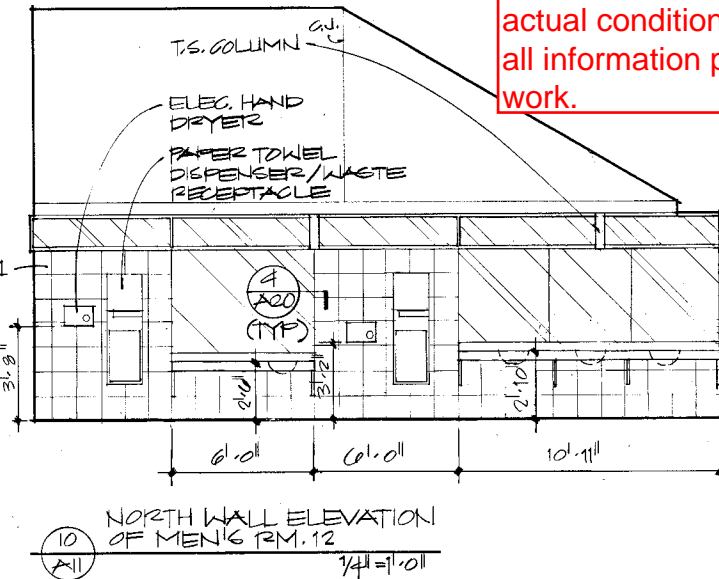 actual condition
all information p
work.
C.J.
T.S. COLUMN
ELEC. HAND
DRYER
PAPER TOWEL
DISPENSER/WASTE
RECEPTACLE
4
A20
(TYP)
3'-8"
2'-6"
3'-2"
2'-10"
6'-0"
6'-0"
10'-11"
10
A11
NORTH WALL ELEVATION
OF MEN'S RM. 12
1/4"=1'-0"